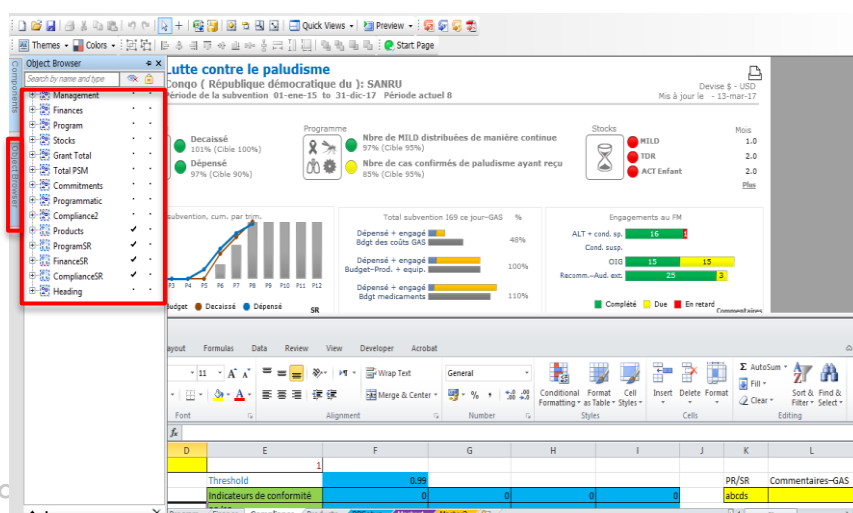 Quick Views
Preview
Themes
Colors
Start Page
Components
Object Browser
Object Browser
Search by name and type
Management
Finances
Program
Stocks
Grant Total
Total PSM
Commitments
Programmatic
Compliance2
Products
ProgramSR
FinanceSR
ComplianceSR
Heading
Lutte contre le paludisme
Congo ( République démocratique du ): SANRU
Période de la subvention 01-ene-15 to 31-dic-17 Période actuel 8
Devise $ - USD
Mis à jour le - 13-mar-17
Decaissé
101% (Cible 100%)
Dépensé
97% (Cible 90%)
Programme
Nbre de MILD distribuées de manière continue
97% (Cible 95%)
Nbre de cas confirmés de paludisme ayant reçu
85% (Cible 95%)
Stocks
Mois
MILD 1.0
TDR 2.0
ACT Enfant 2.0
Plus
subvention, cum. par trim.
P3 P4 P5 P6 P7 P8 P9 P10 P11 P12
Budget Decaissé Dépensé
SR
Total subvention 169 ce jour-GAS %
Dépensé + engagé
Bdgt des coûts GAS 48%
Dépensé + engagé
Budget-Prod. + equip. 100%
Dépensé + engagé
Bdgt medicaments 110%
Engagements au FM
ALT + cond. sp. 16
Cond. susp.
OIG 15 15
Recomm.-Aud. ext. 25 3
Complété Due En retard
Commentaires
ayout Formulas Data Review View Developer Acrobat
11 A A Wrap Text General
Merge & Center $ % ,
Conditional Formatting Format as Table Cell Styles
Insert Delete Format
Σ AutoSum
Fill
Clear
Sort & Filter Find & Select
Font Alignment Number Styles Cells Editing
fx
D E F G H I J K L
1
Threshold 0.99 PR/SR Commentaires-GAS
Indicateurs de conformité 0 0 0 0 abcds